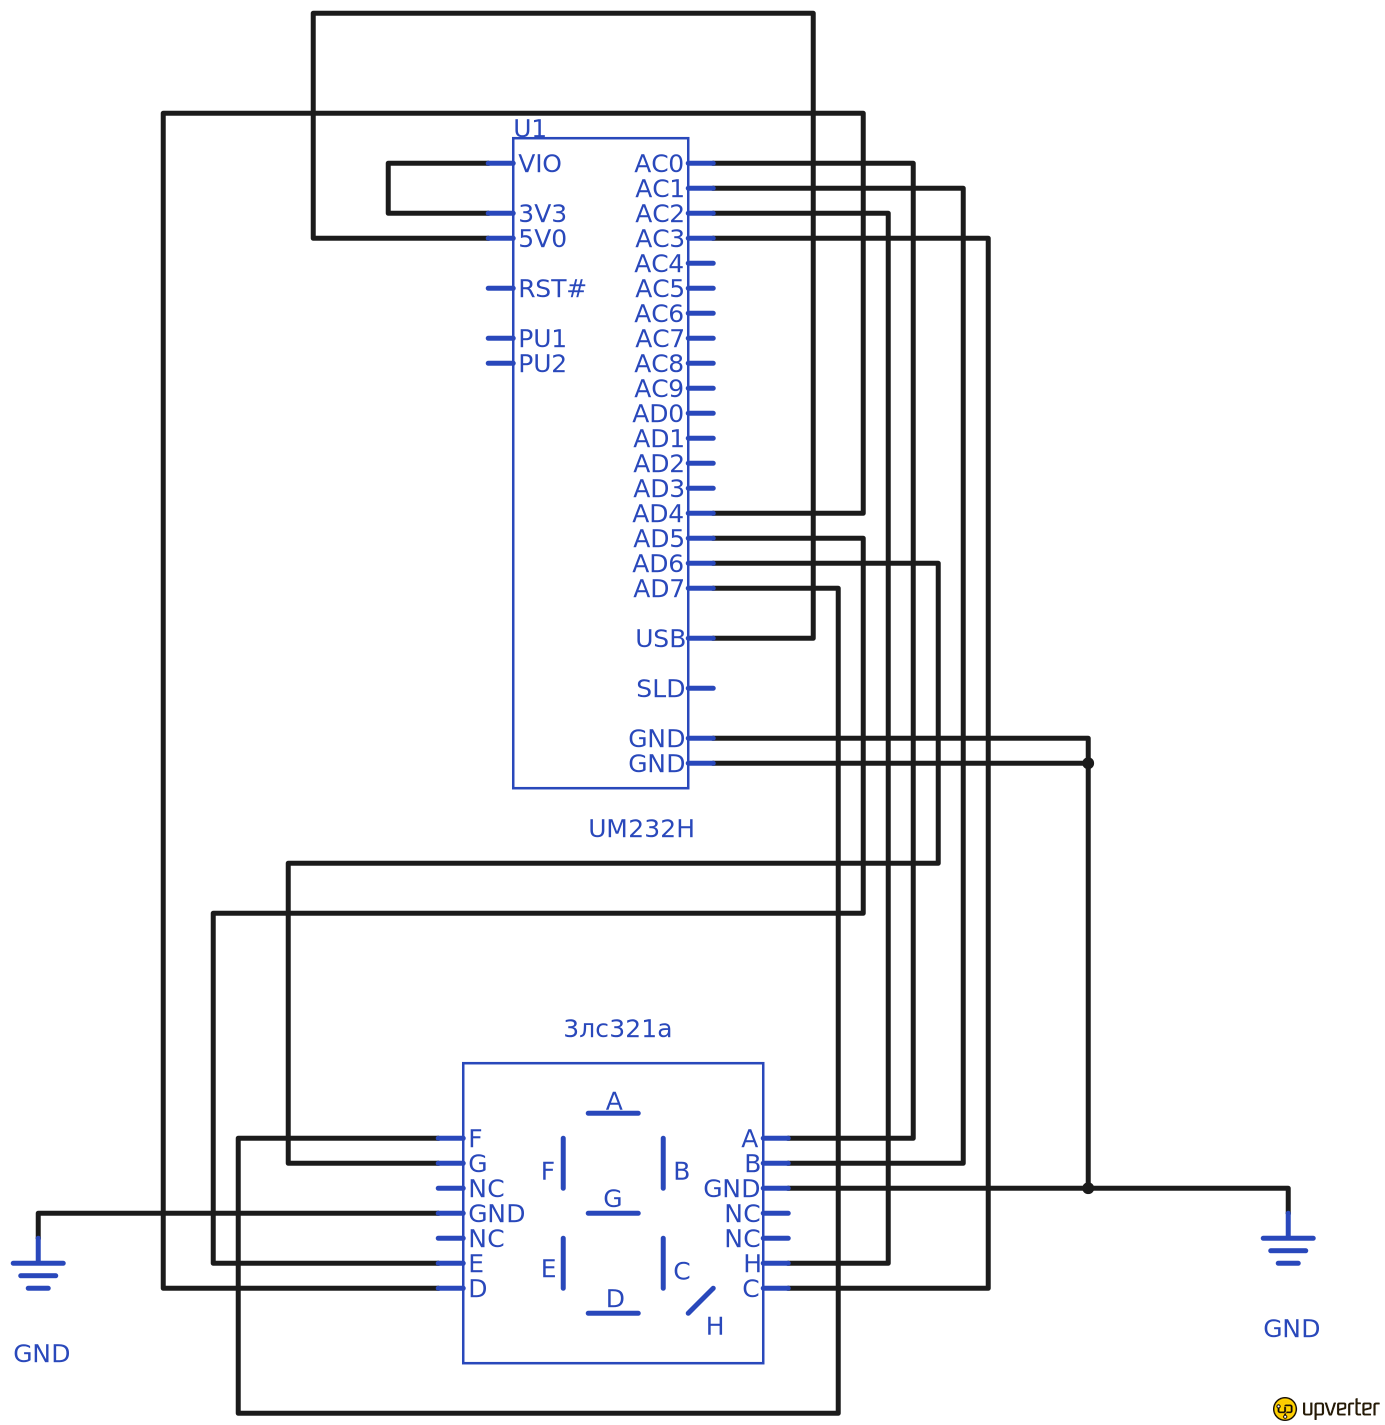 U1
VIO AC0
AC1
3V3 AC2
5V0 AC3
AC4
RST# AC5
AC6
PU1 AC7
PU2 AC8
AC9
AD0
AD1
AD2
AD3
AD4
AD5
AD6
AD7
USB
SLD
GND
GND
UM232H
3лс321а
A
F A
G F B B
NC G GND
GND NC
NC NC
E E C H
D D C
H
GND
GND
upverter